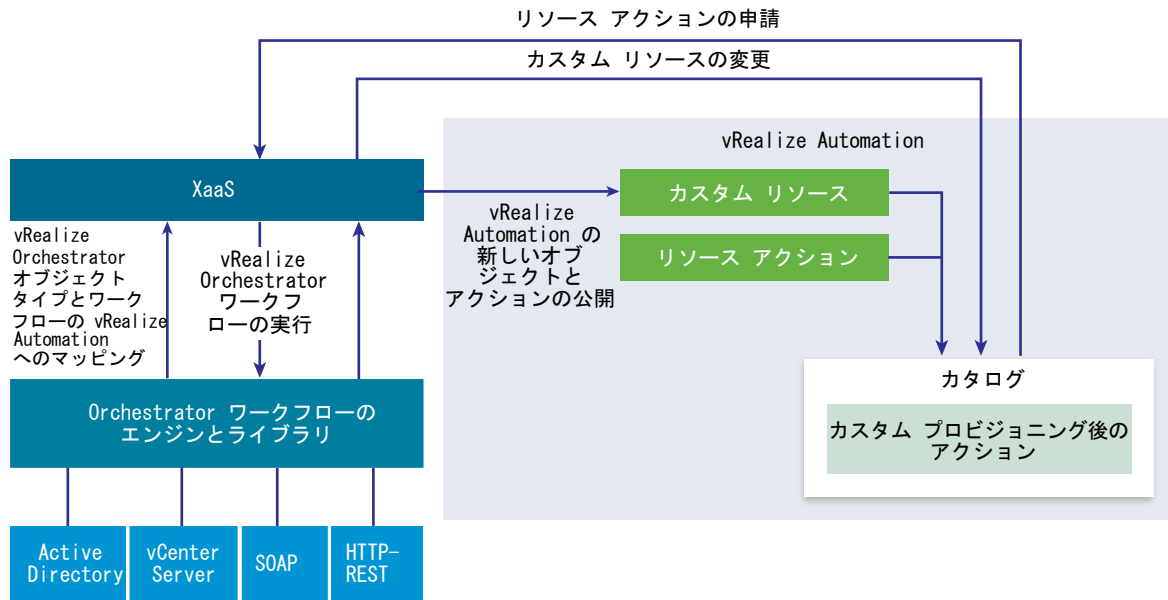 リソース アクションの申請
カスタム リソースの変更
vRealize Automation
XaaS
カスタム リソース
リソース アクション
vRealize
Automation の
新しいオブ
ジェクトと
アクションの公開
vRealize
Orchestrator
オブジェクト
タイプとワーク
フローの vRealize
Automation
へのマッピング
vRealize
Orchestrator
ワークフ
ローの実行
カタログ
カスタム プロビジョニング後の
アクション
Orchestrator ワークフローの
エンジンとライブラリ
Active
Directory
vCenter
Server
SOAP
HTTP-
REST